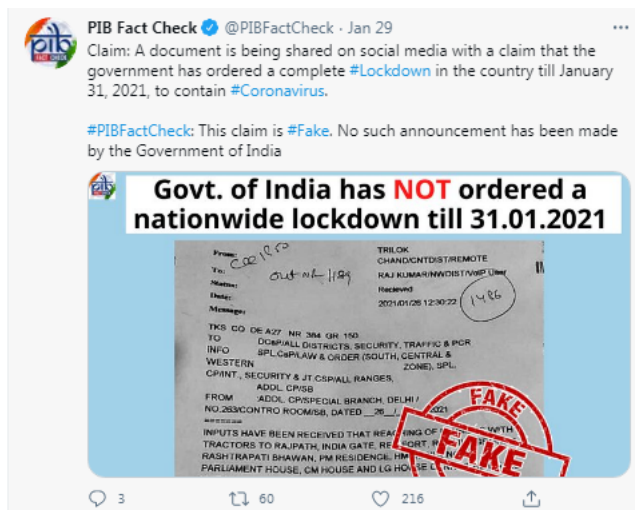 PIB Fact Check @PIBFactCheck · Jan 29
Claim: A document is being shared on social media with a claim that the
government has ordered a complete #Lockdown in the country till January
31, 2021, to contain #Coronavirus.
#PIBFactCheck: This claim is #Fake. No such announcement has been made
by the Government of India
Govt. of India has NOT ordered a
nationwide lockdown till 31.01.2021
From:
To:
Status:
Date:
Message:
TRILOK
CHAND/CNTDIST/REMOTE
RAJ KUMAR/NWDIST/VoIP User
Received
2021/01/26 12:30:22
1486
TKS CO DE A27 NR 384 GR 150
TO DCsP/ALL DISTRICTS, SECURITY, TRAFFIC & PCR
INFO SPL.CsP/LAW & ORDER (SOUTH, CENTRAL &
WESTERN ZONE), SPL.
CP/INT., SECURITY & JT.CSP/ALL RANGES,
ADDL. CP/SB
FROM ADDL. CP/SPECIAL BRANCH, DELHI /
NO.263/CONTRO ROOM/SB, DATED _26_/ 2021
=======
INPUTS HAVE BEEN RECEIVED THAT WITH
TRACTORS TO RAJPATH, INDIA GATE,
RASHTRAPATI BHAWAN, PM RESIDENCE,
PARLIAMENT HOUSE, CM HOUSE AND LG HOUSE
FAKE
FAKE
FAKE
3 60 216